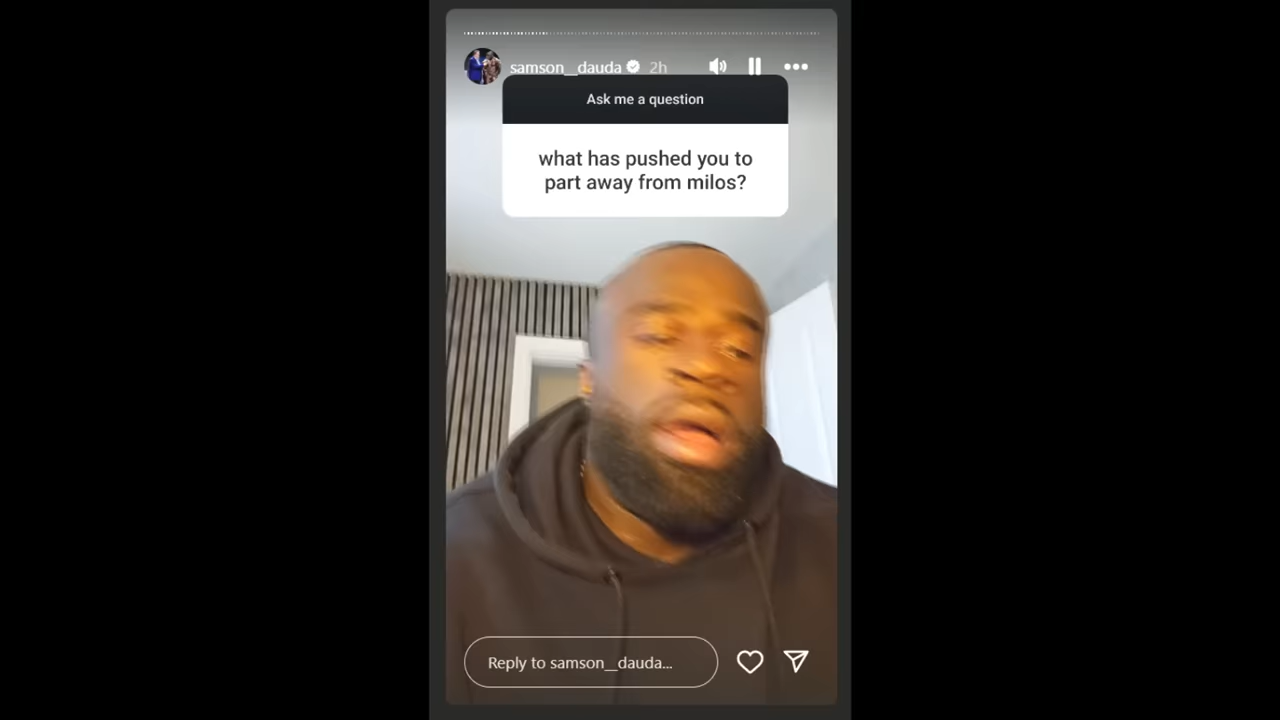 samson__dauda 2h
Ask me a question
what has pushed you to
part away from milos?
Reply to samson__dauda...